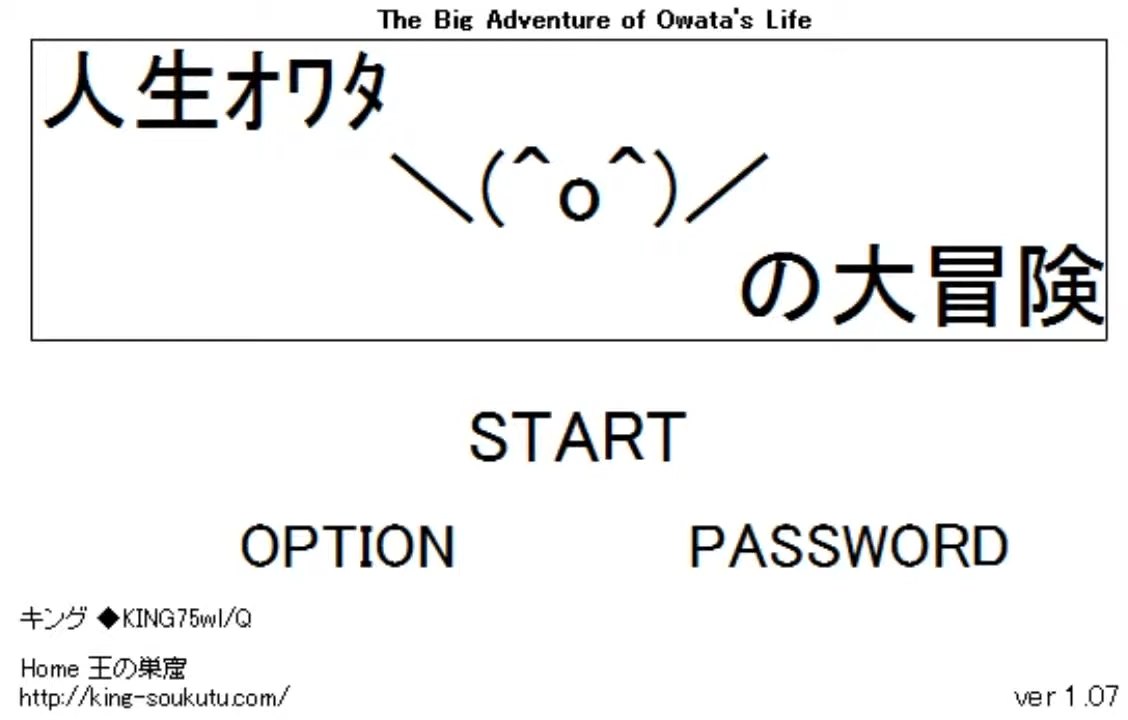 The Big Adventure of Owata's Life
人生ｵﾜﾀ
＼(^o^)／
の大冒険
START
OPTION PASSWORD
キング ◆KING75wl/Q
Home 王の巣窟
http://king-soukutu.com/
ver 1.07